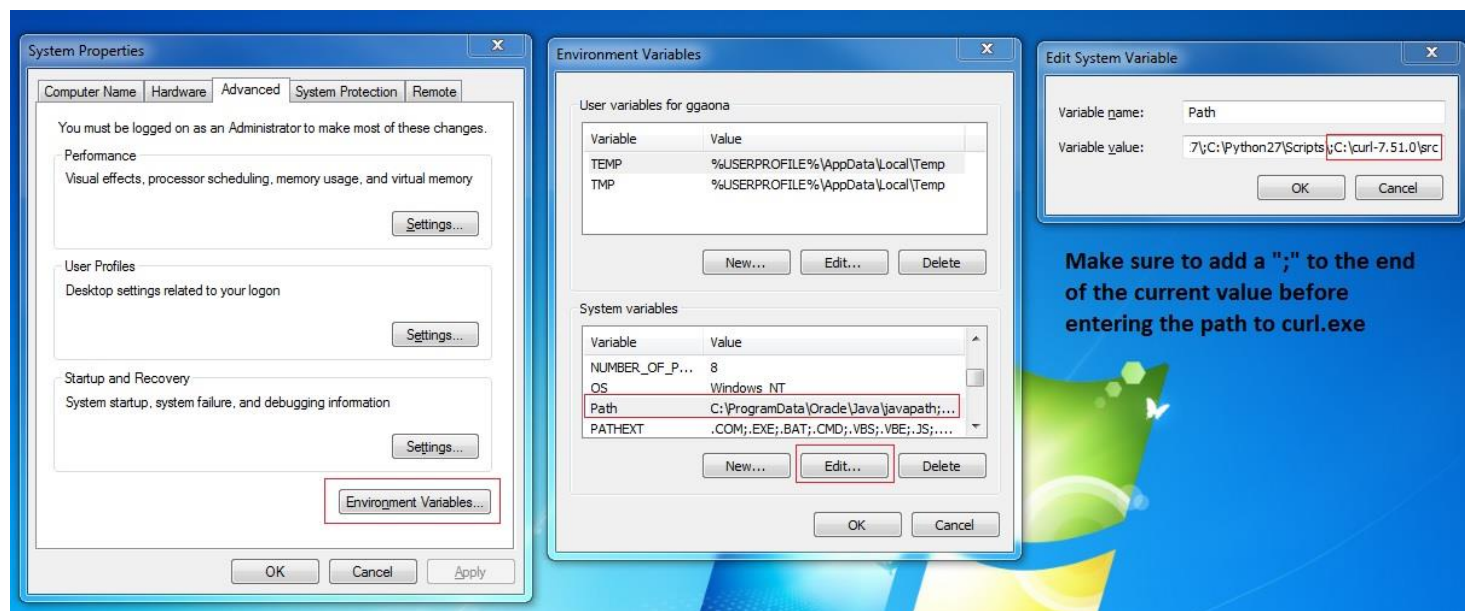 System Properties
Computer Name Hardware Advanced System Protection Remote
You must be logged on as an Administrator to make most of these changes.
Performance
Visual effects, processor scheduling, memory usage, and virtual memory
Settings...
User Profiles
Desktop settings related to your logon
Settings...
Startup and Recovery
System startup, system failure, and debugging information
Settings...
Environment Variables...
OK Cancel Apply
Environment Variables
User variables for ggaona
Variable Value
TEMP %USERPROFILE%\AppData\Local\Temp
TMP %USERPROFILE%\AppData\Local\Temp
New... Edit... Delete
System variables
Variable Value
NUMBER_OF_P... 8
OS Windows_NT
Path C:\ProgramData\Oracle\Java\javapath;...
PATHEXT .COM;.EXE;.BAT;.CMD;.VBS;.VBE;.JS;....
New... Edit... Delete
OK Cancel
Edit System Variable
Variable name: Path
Variable value: 7\;C:\Python27\Scripts\;C:\curl-7.51.0\src
OK Cancel
Make sure to add a ";" to the end
of the current value before
entering the path to curl.exe